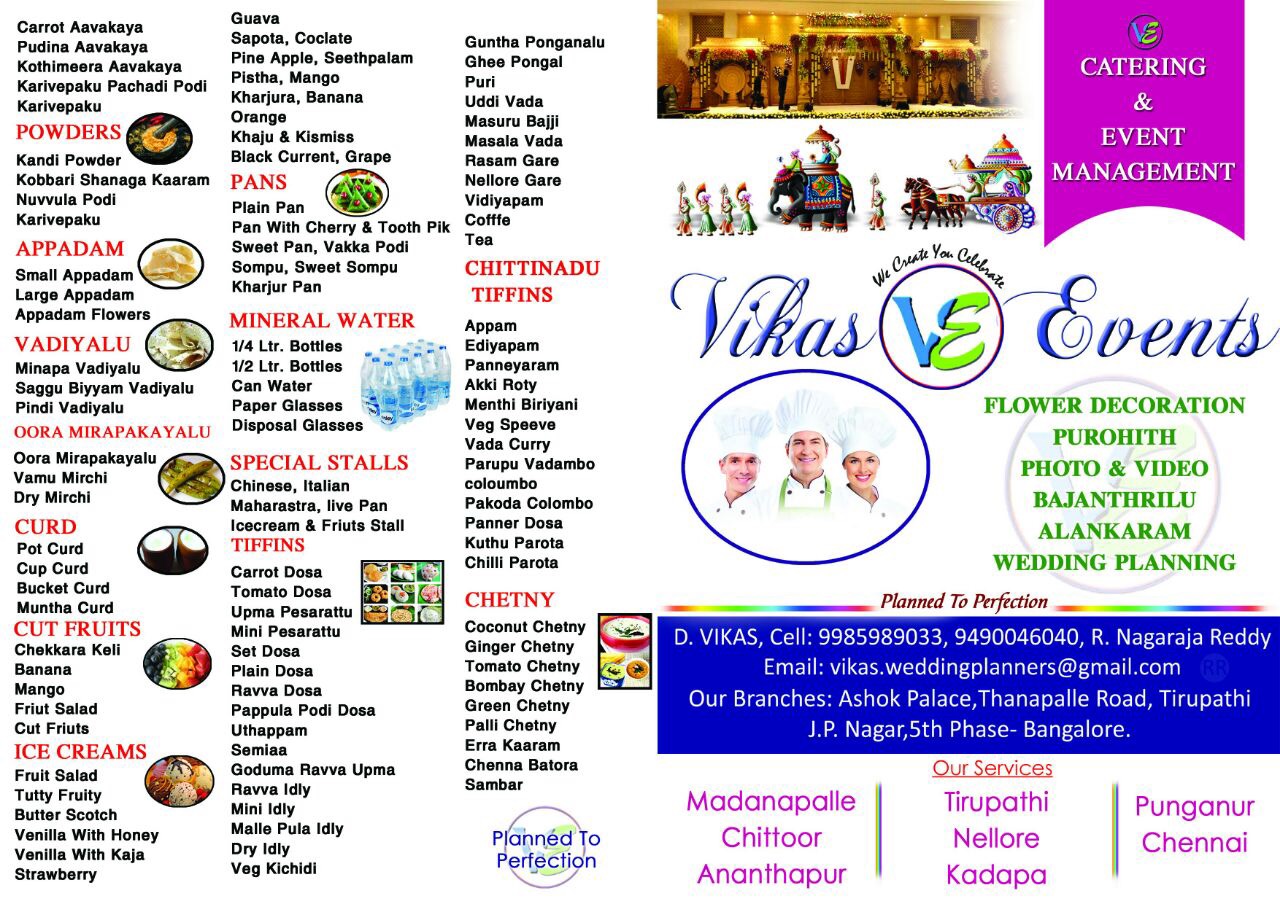 Carrot Aavakaya
Pudina Aavakaya
Kothimeera Aavakaya
Karivepaku Pachadi Podi
Karivepaku
POWDERS
Kandi Powder
Kobbari Shanaga Kaaram
Nuvvula Podi
Karivepaku
APPADAM
Small Appadam
Large Appadam
Appadam Flowers
VADIYALU
Minapa Vadiyalu
Saggu Biyyam Vadiyalu
Pindi Vadiyalu
OORA MIRAPAKAYALU
Oora Mirapakayalu
Vamu Mirchi
Dry Mirchi
CURD
Pot Curd
Cup Curd
Bucket Curd
Muntha Curd
CUT FRUITS
Chekkara Keli
Banana
Mango
Friut Salad
Cut Friuts
ICE CREAMS
Fruit Salad
Tutty Fruity
Butter Scotch
Venilla With Honey
Venilla With Kaja
Strawberry
Guava
Sapota, Coclate
Pine Apple, Seethpalam
Pistha, Mango
Kharjura, Banana
Orange
Khaju & Kismiss
Black Current, Grape
PANS
Plain Pan
Pan With Cherry & Tooth Pik
Sweet Pan, Vakka Podi
Sompu, Sweet Sompu
Kharjur Pan
MINERAL WATER
1/4 Ltr. Bottles
1/2 Ltr. Bottles
Can Water
Paper Glasses
Disposal Glasses
SPECIAL STALLS
Chinese, Italian
Maharastra, live Pan
Icecream & Friuts Stall
TIFFINS
Carrot Dosa
Tomato Dosa
Upma Pesarattu
Mini Pesarattu
Set Dosa
Plain Dosa
Ravva Dosa
Pappula Podi Dosa
Uthappam
Semiaa
Goduma Ravva Upma
Ravva Idly
Mini Idly
Malle Pula Idly
Dry Idly
Veg Kichidi
Guntha Ponganalu
Ghee Pongal
Puri
Uddi Vada
Masuru Bajji
Masala Vada
Rasam Gare
Nellore Gare
Vidiyapam
Cofffe
Tea
CHITTINADU
TIFFINS
Appam
Ediyapam
Panneyaram
Akki Roty
Menthi Biriyani
Veg Speeve
Vada Curry
Parupu Vadambo
coloumbo
Pakoda Colombo
Panner Dosa
Kuthu Parota
Chilli Parota
CHETNY
Coconut Chetny
Ginger Chetny
Tomato Chetny
Bombay Chetny
Green Chetny
Palli Chetny
Erra Kaaram
Chenna Batora
Sambar
Planned To
Perfection
VE
CATERING
&
EVENT
MANAGEMENT
We Create You Celebrate
Vikas VE Events
FLOWER DECORATION
PUROHITH
PHOTO & VIDEO
BAJANTHRILU
ALANKARAM
WEDDING PLANNING
Planned To Perfection
D. VIKAS, Cell: 9985989033, 9490046040, R. Nagaraja Reddy
Email: vikas.weddingplanners@gmail.com RR
Our Branches: Ashok Palace,Thanapalle Road, Tirupathi
J.P. Nagar,5th Phase- Bangalore.
Our Services
Madanapalle
Chittoor
Ananthapur
Tirupathi
Nellore
Kadapa
Punganur
Chennai